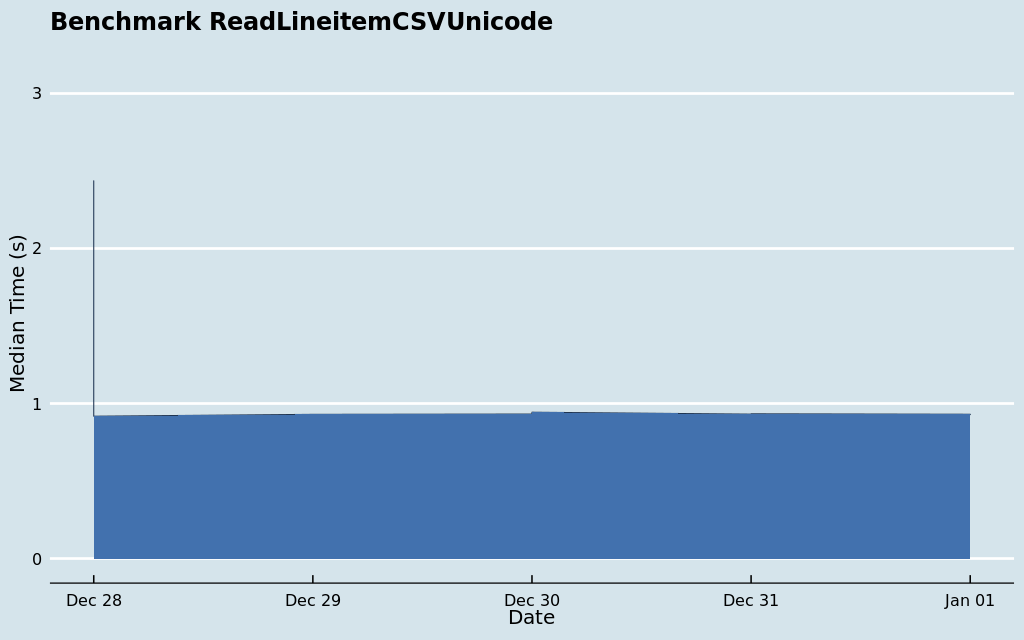 Benchmark ReadLineitemCSVUnicode
Median Time (s)
3
2
1
0
Dec 28 Dec 29 Dec 30 Dec 31 Jan 01
Date